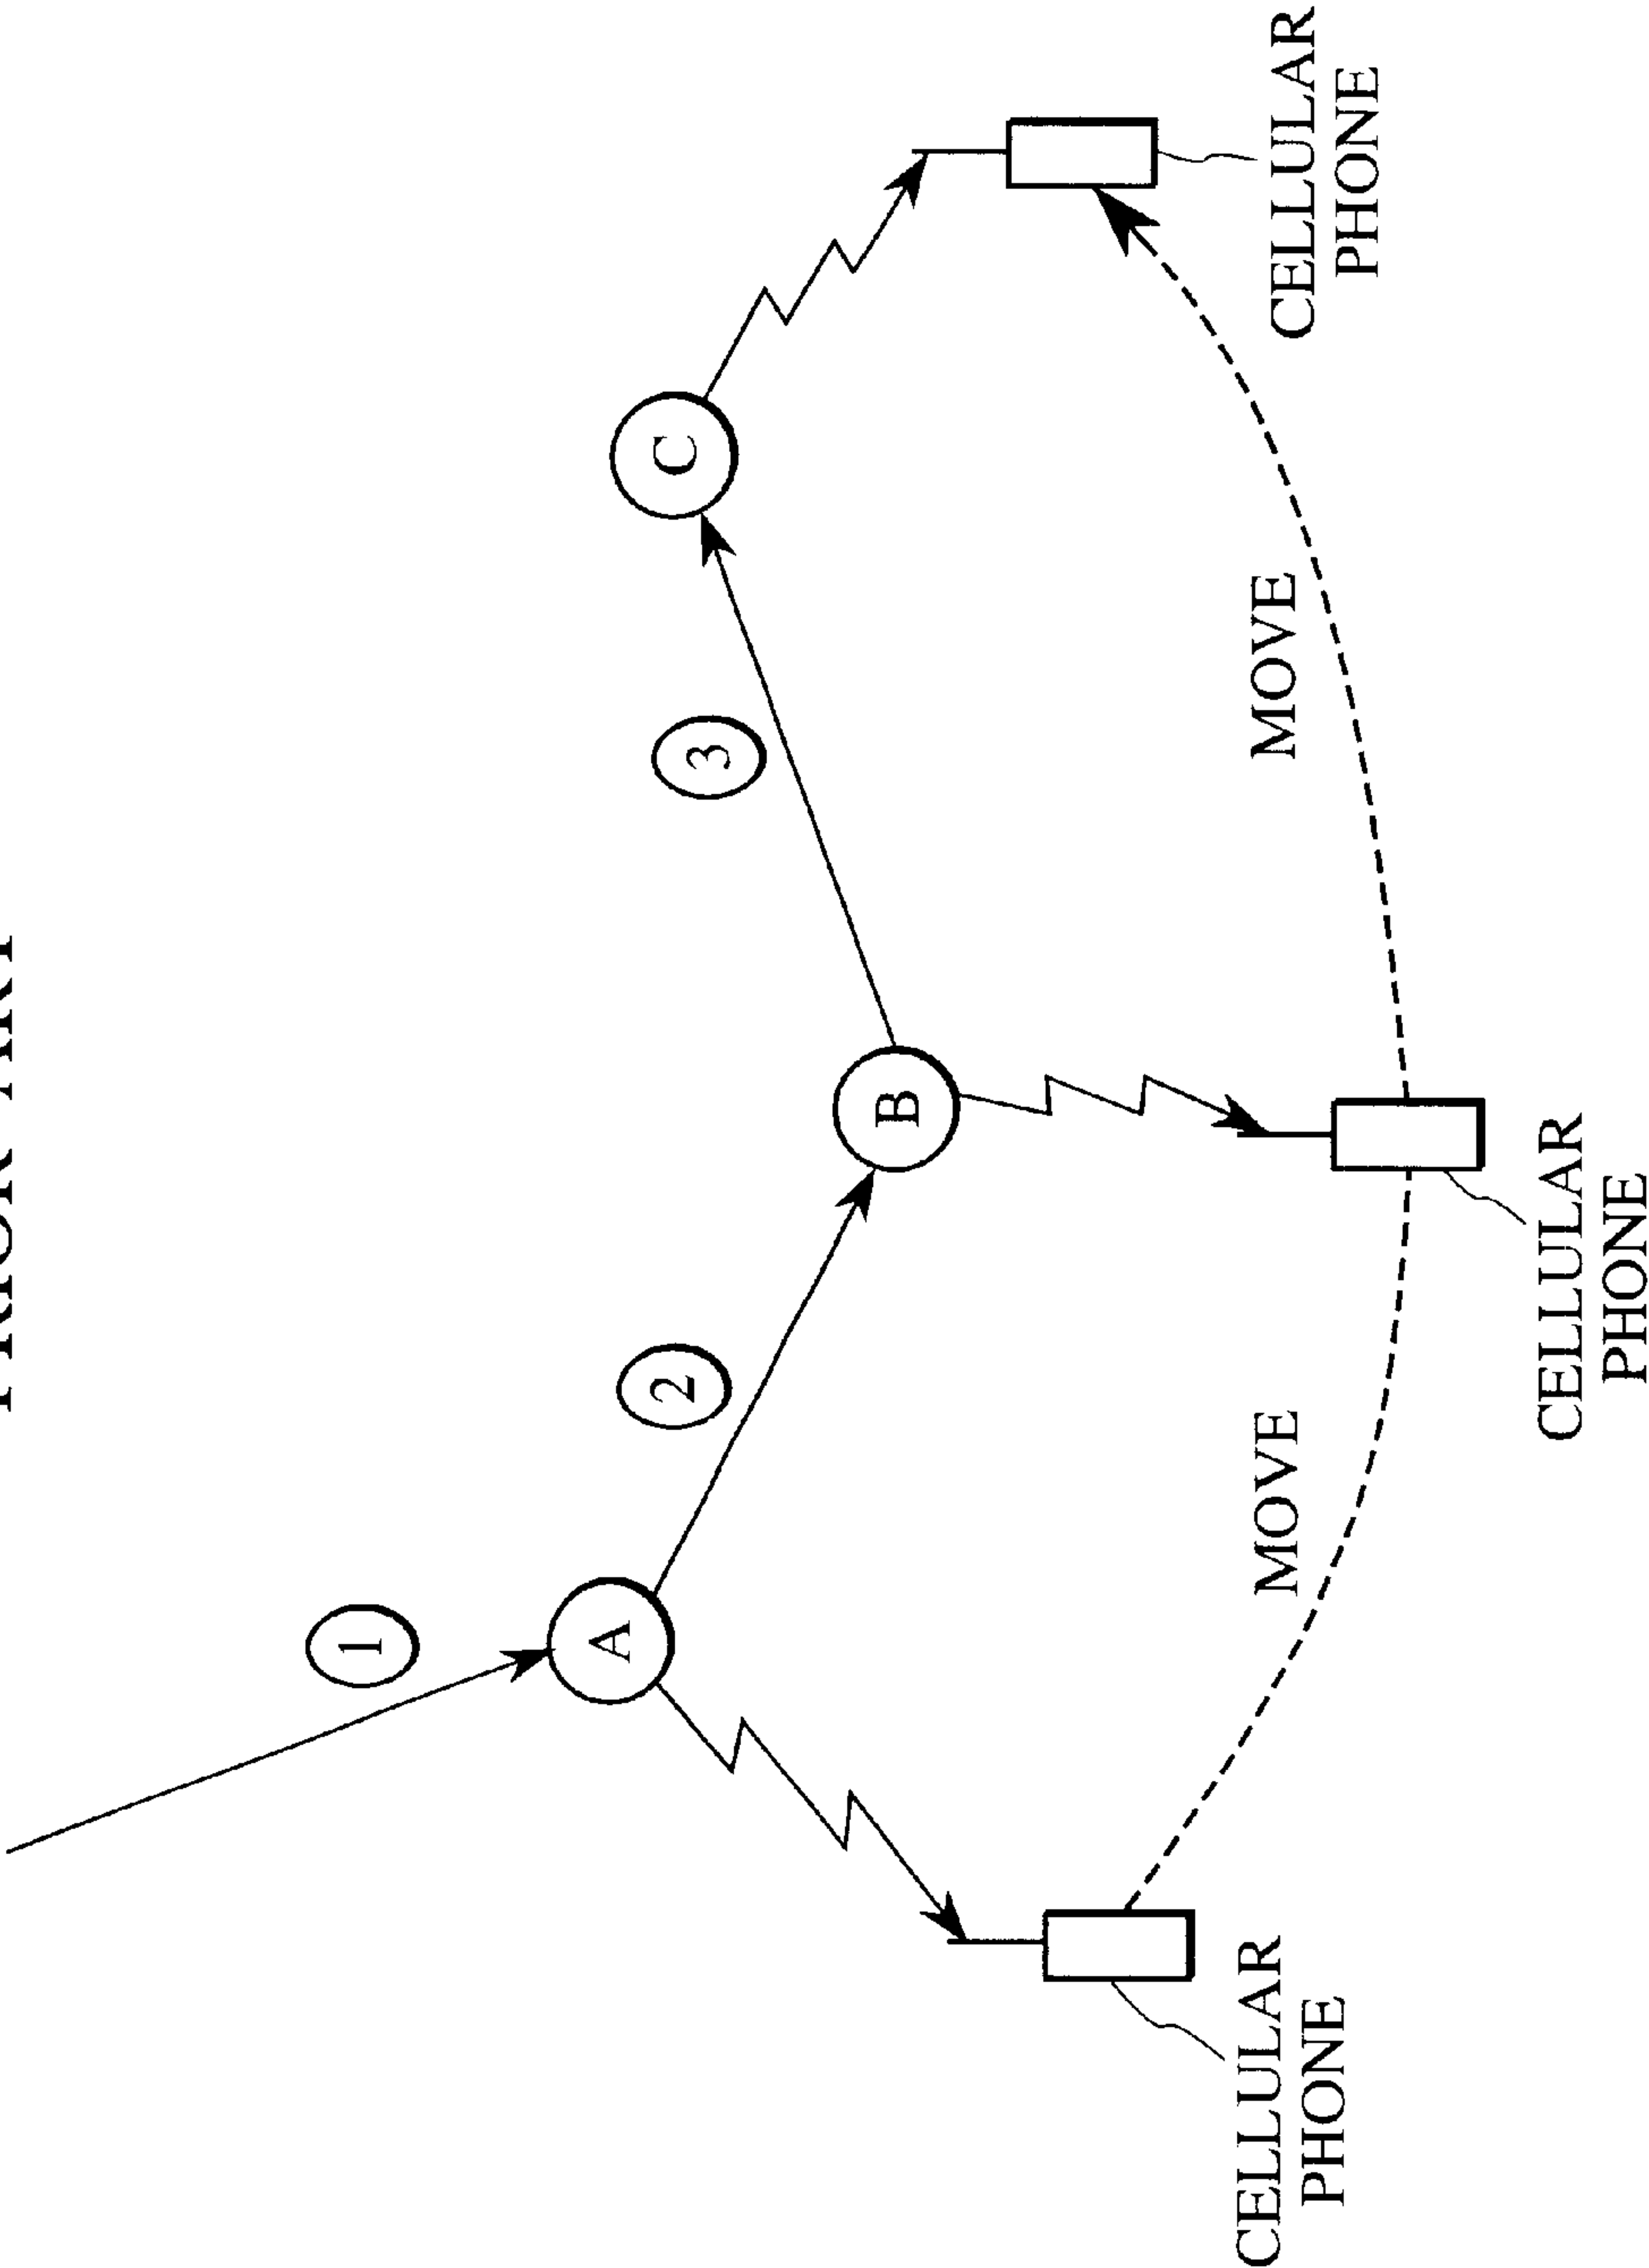 PRIOR ART
1
A
2
B
3
C
MOVE
MOVE
CELLULAR
PHONE
CELLULAR
PHONE
CELLULAR
PHONE